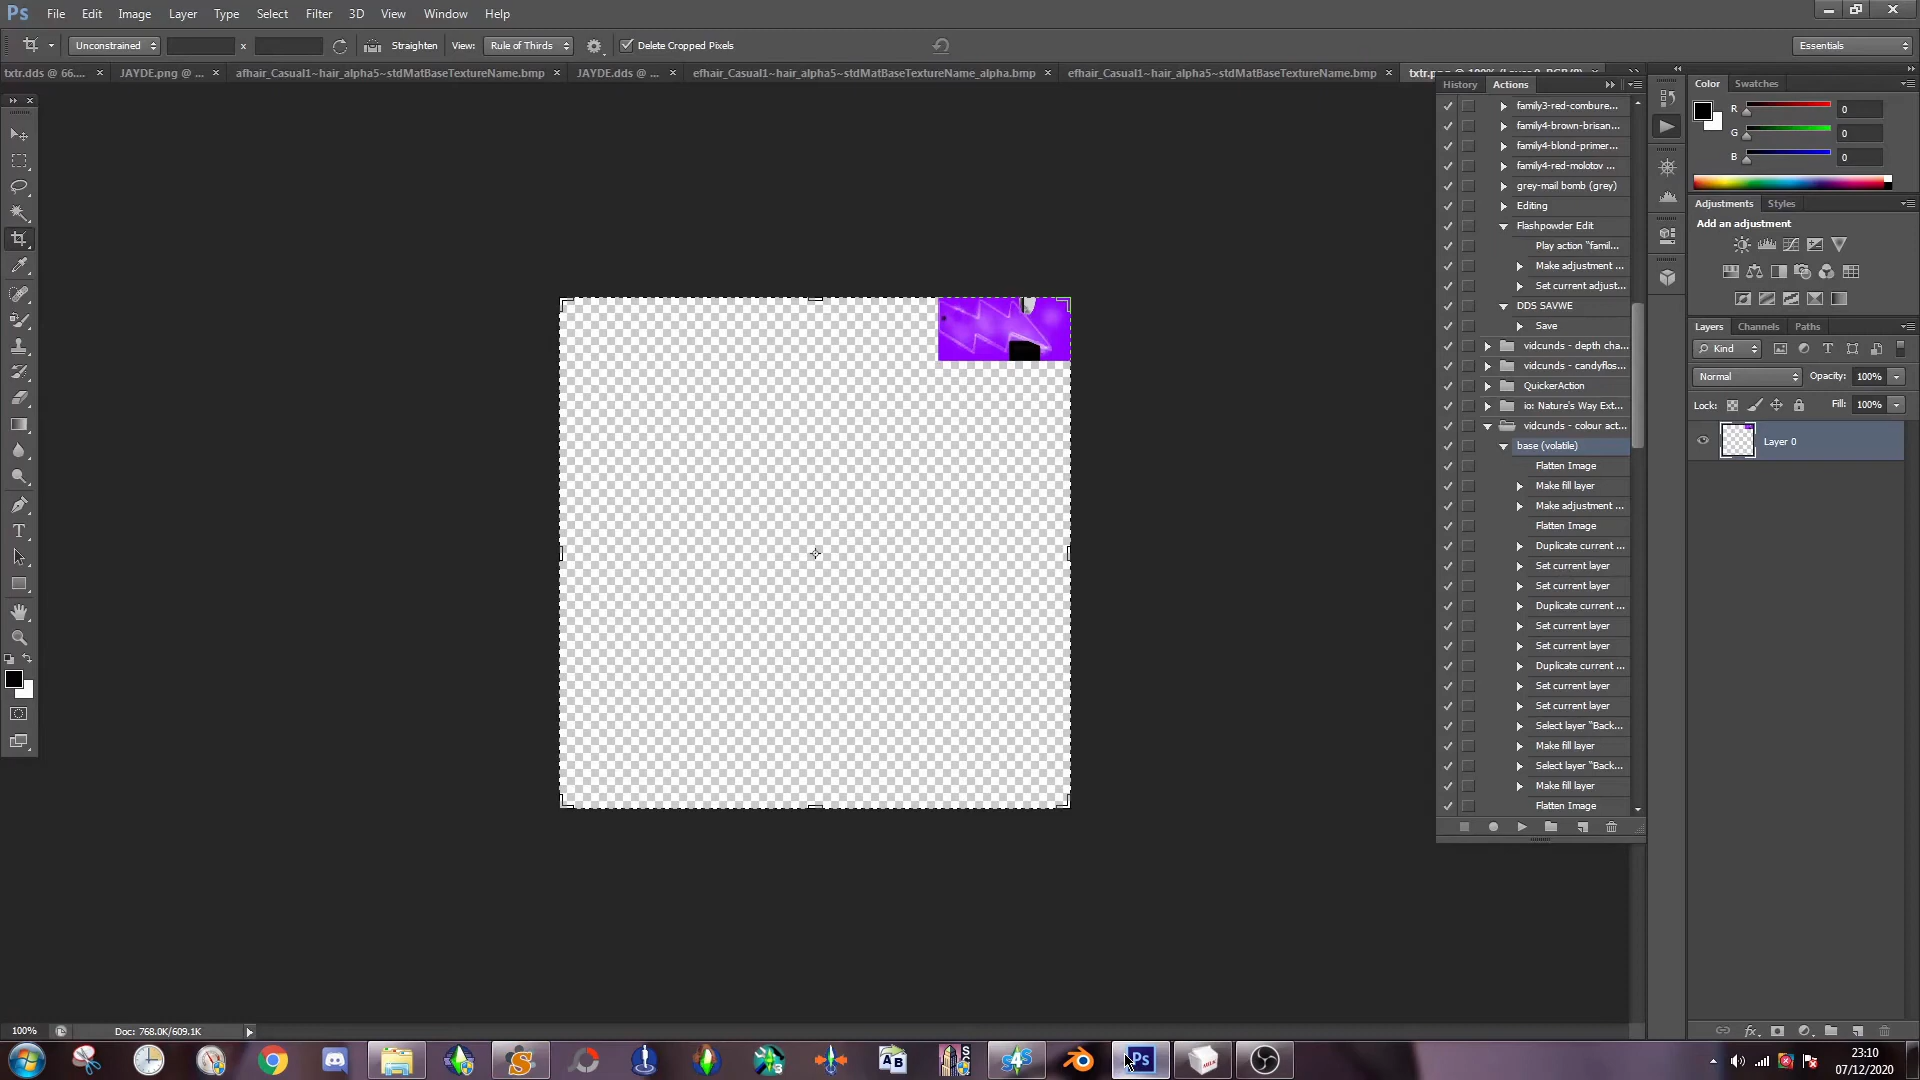 Ps File Edit Image Layer Type Select Filter 3D View Window Help
Unconstrained x Straighten View: Rule of Thirds Delete Cropped Pixels Essentials
txtr.dds @ 66.... × JAYDE.png @ ... × afhair_Casual1~hair_alpha5~stdMatBaseTextureName.bmp × JAYDE.dds @ ... × efhair_Casual1~hair_alpha5~stdMatBaseTextureName_alpha.bmp × efhair_Casual1~hair_alpha5~stdMatBaseTextureName.bmp ×
History Actions
family3-red-combure...
family4-brown-brisan...
family4-blond-primer...
family4-red-molotov ...
grey-mail bomb (grey)
Editing
Flashpowder Edit
Play action "famil...
Make adjustment ...
Set current adjust...
DDS SAVWE
Save
vidcunds - depth cha...
vidcunds - candyflos...
QuickerAction
io: Nature's Way Ext...
vidcunds - colour act...
base (volatile)
Flatten Image
Make fill layer
Make adjustment ...
Flatten Image
Duplicate current ...
Set current layer
Set current layer
Duplicate current ...
Set current layer
Set current layer
Duplicate current ...
Set current layer
Set current layer
Select layer "Back...
Make fill layer
Select layer "Back...
Make fill layer
Flatten Image
Color Swatches
R 0
G 0
B 0
Adjustments Styles
Add an adjustment
Layers Channels Paths
Kind
Normal Opacity: 100%
Lock: Fill: 100%
Layer 0
100% Doc: 768.0K/609.1K
23:10
07/12/2020